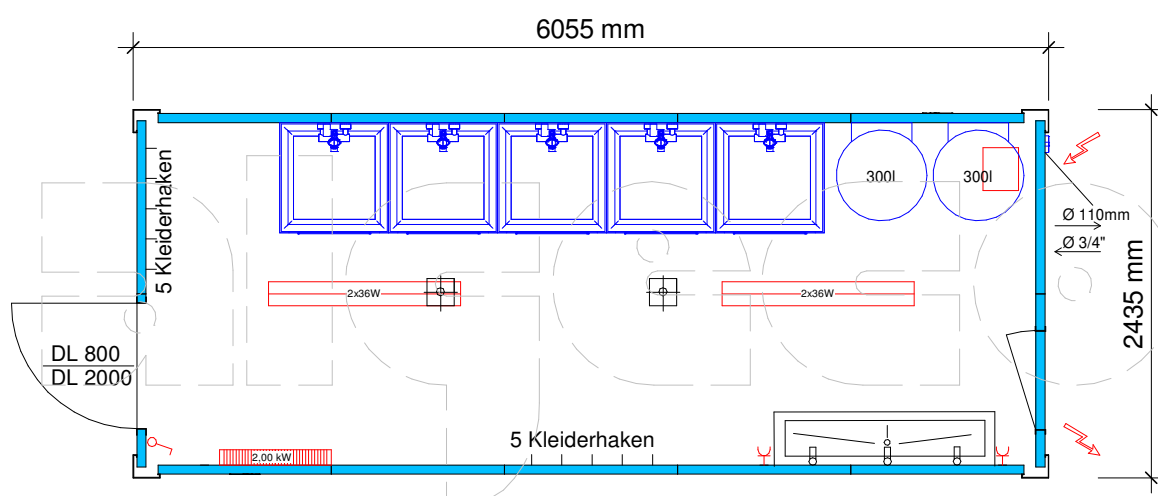 6055 mm
5 Kleiderhaken
300l
300l
Ø 110mm
Ø 3/4"
2435 mm
2x36W
2x36W
DL 800
DL 2000
5 Kleiderhaken
2,00 kW